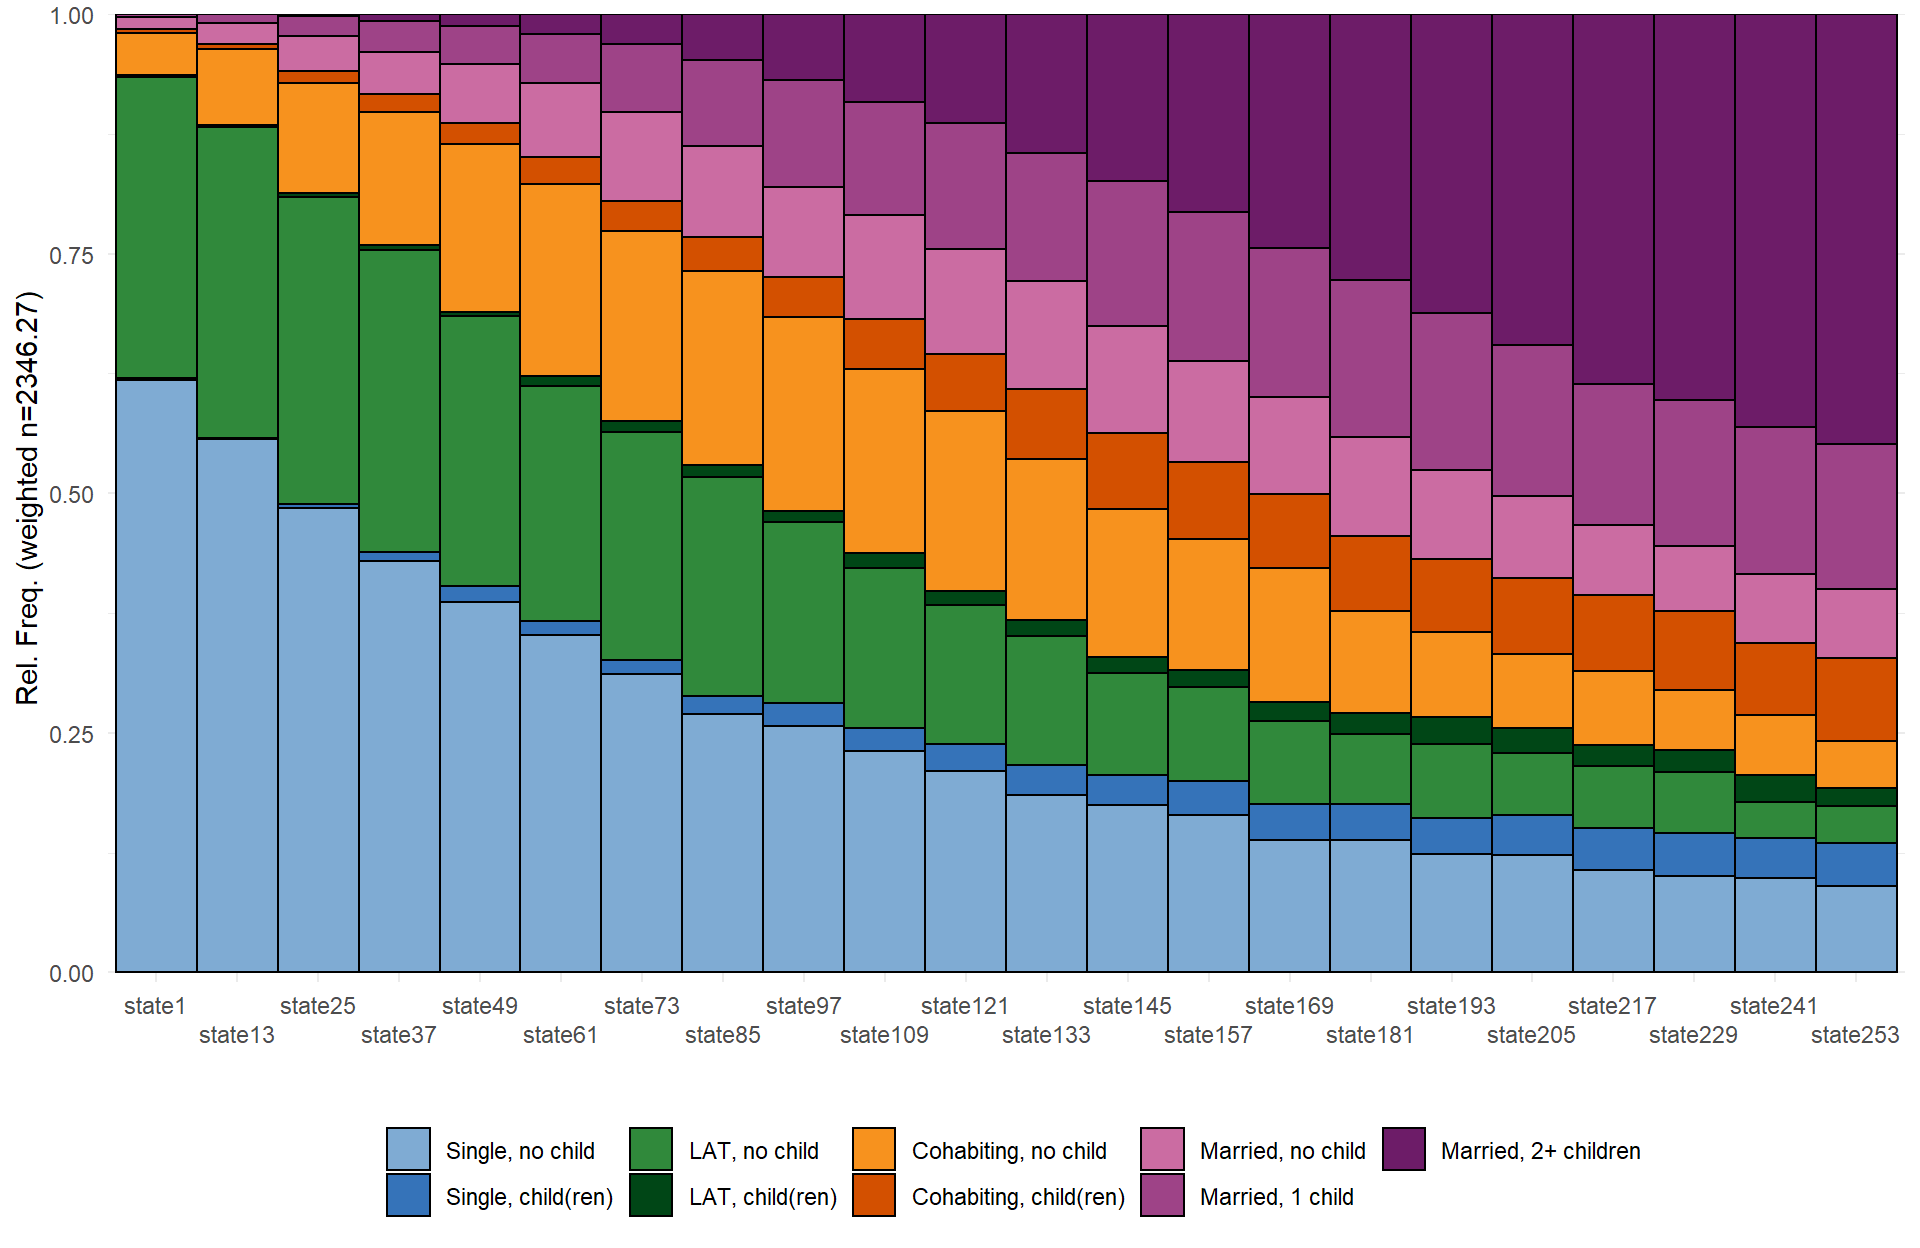 Rel. Freq. (weighted n=2346.27)
1.00
0.75
0.50
0.25
0.00
state1 state25 state49 state73 state97 state121 state145 state169 state193 state217 state241
state13 state37 state61 state85 state109 state133 state157 state181 state205 state229 state253
Single, no child LAT, no child Cohabiting, no child Married, no child Married, 2+ children
Single, child(ren) LAT, child(ren) Cohabiting, child(ren) Married, 1 child